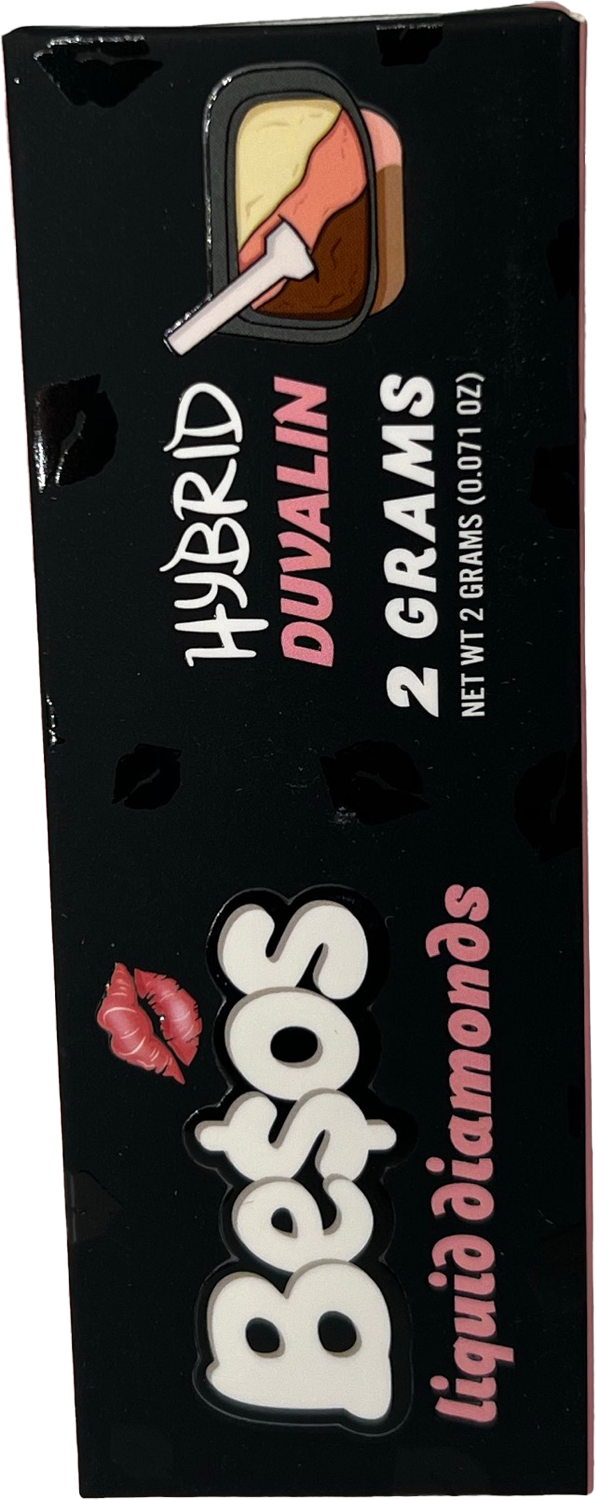 Be$os
liquid diamonds
HYBRID
DUVALIN
2 GRAMS
NET WT 2 GRAMS (0.071 OZ)